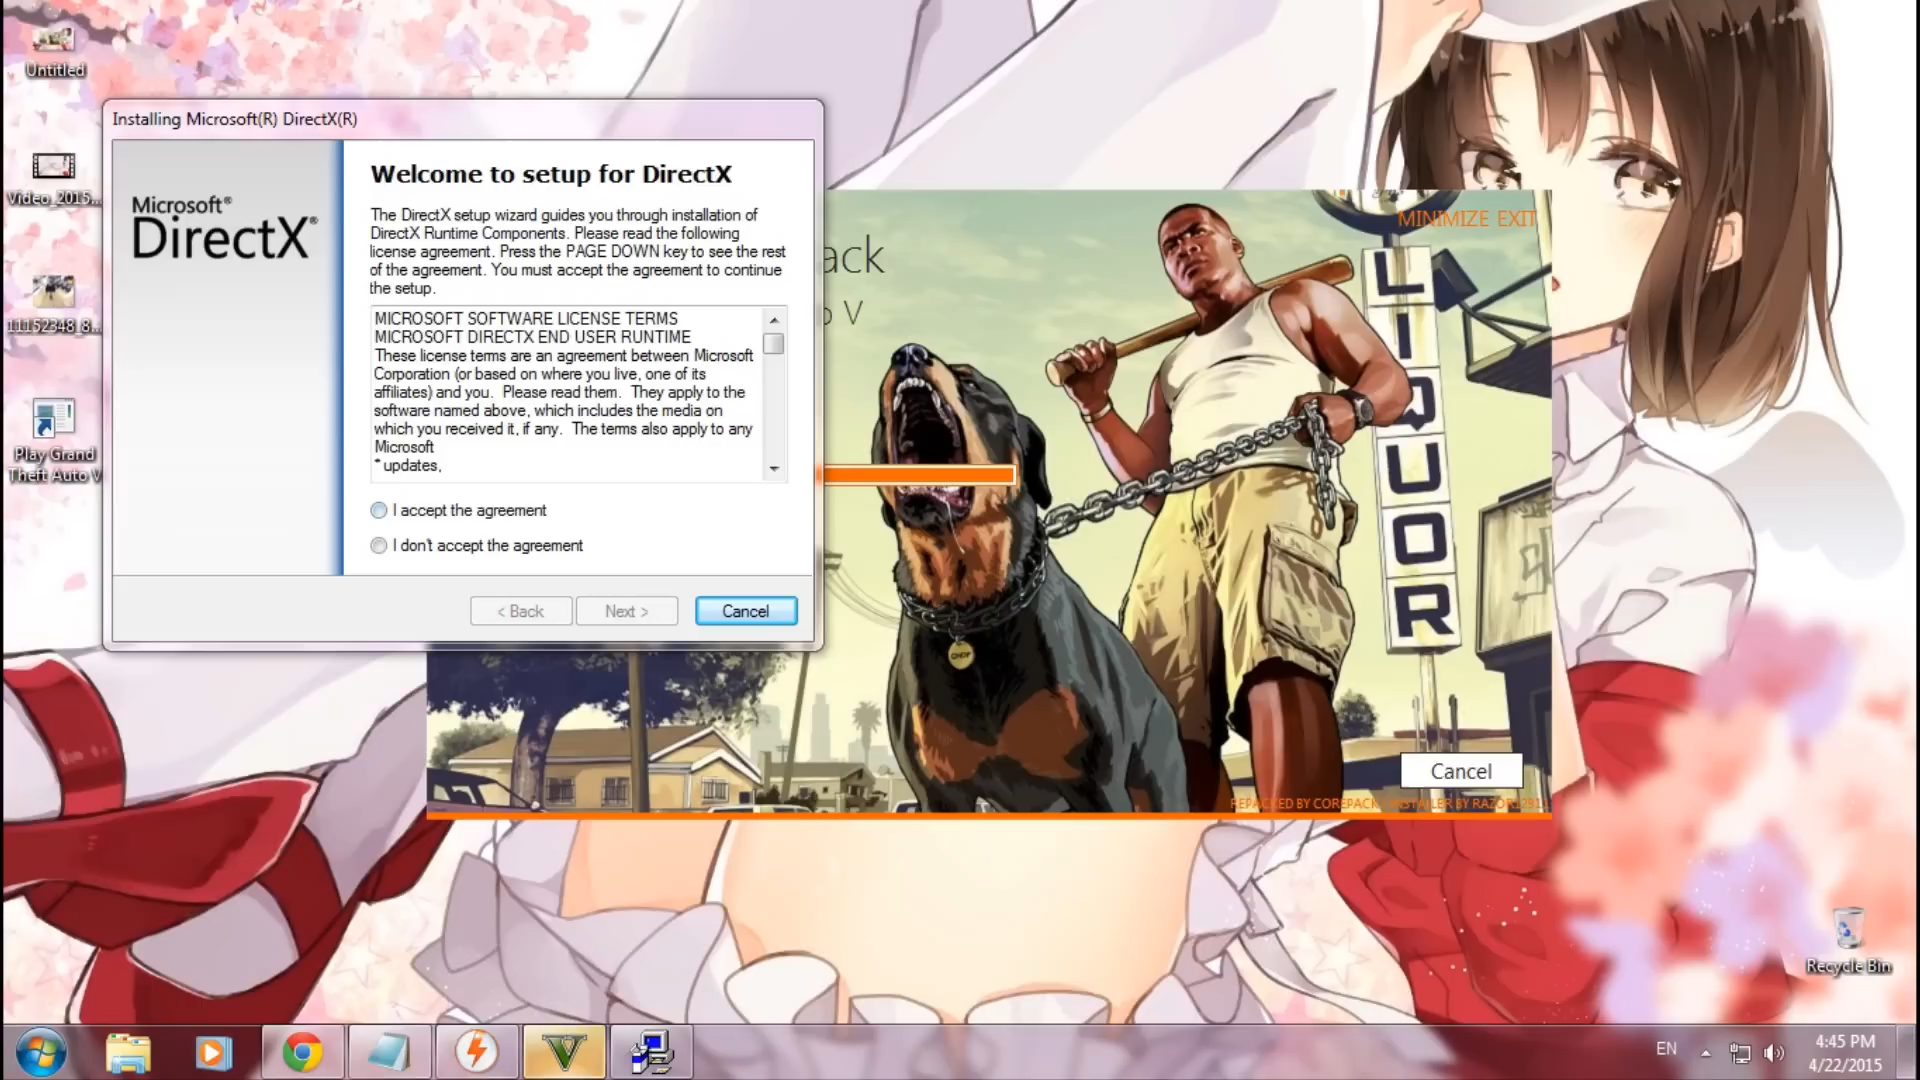 Untitled
Video_2015...
11152348_8...
Play Grand
Theft Auto V
Installing Microsoft(R) DirectX(R)
Microsoft®
DirectX®
Welcome to setup for DirectX
The DirectX setup wizard guides you through installation of
DirectX Runtime Components. Please read the following
license agreement. Press the PAGE DOWN key to see the rest
of the agreement. You must accept the agreement to continue
the setup.
MICROSOFT SOFTWARE LICENSE TERMS
MICROSOFT DIRECTX END USER RUNTIME
These license terms are an agreement between Microsoft
Corporation (or based on where you live, one of its
affiliates) and you.  Please read them.  They apply to the
software named above, which includes the media on
which you received it, if any.  The terms also apply to any
Microsoft
* updates,
I accept the agreement
I don't accept the agreement
< Back
Next >
Cancel
ack
o V
MINIMIZE EXIT
LIQUOR
CHOP
Cancel
REPACKED BY COREPACK - INSTALLER BY
Recycle Bin
EN
4:45 PM
4/22/2015